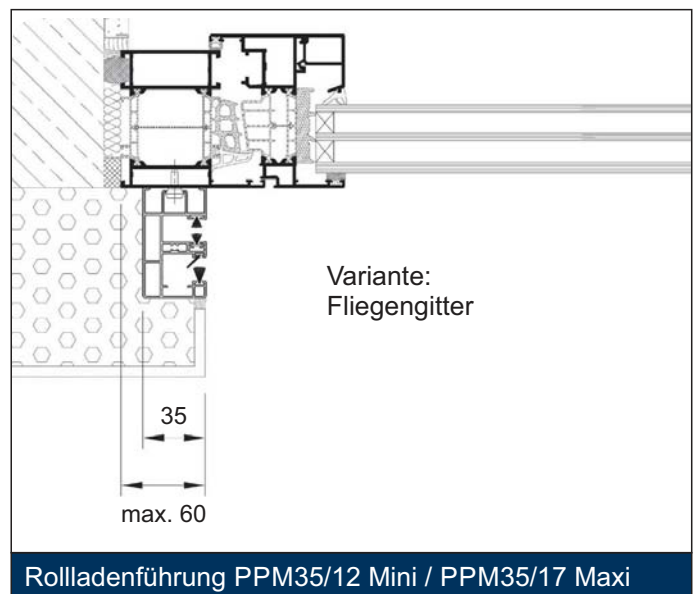 Variante:
Fliegengitter
35
max. 60
Rollladenführung PPM35/12 Mini / PPM35/17 Maxi